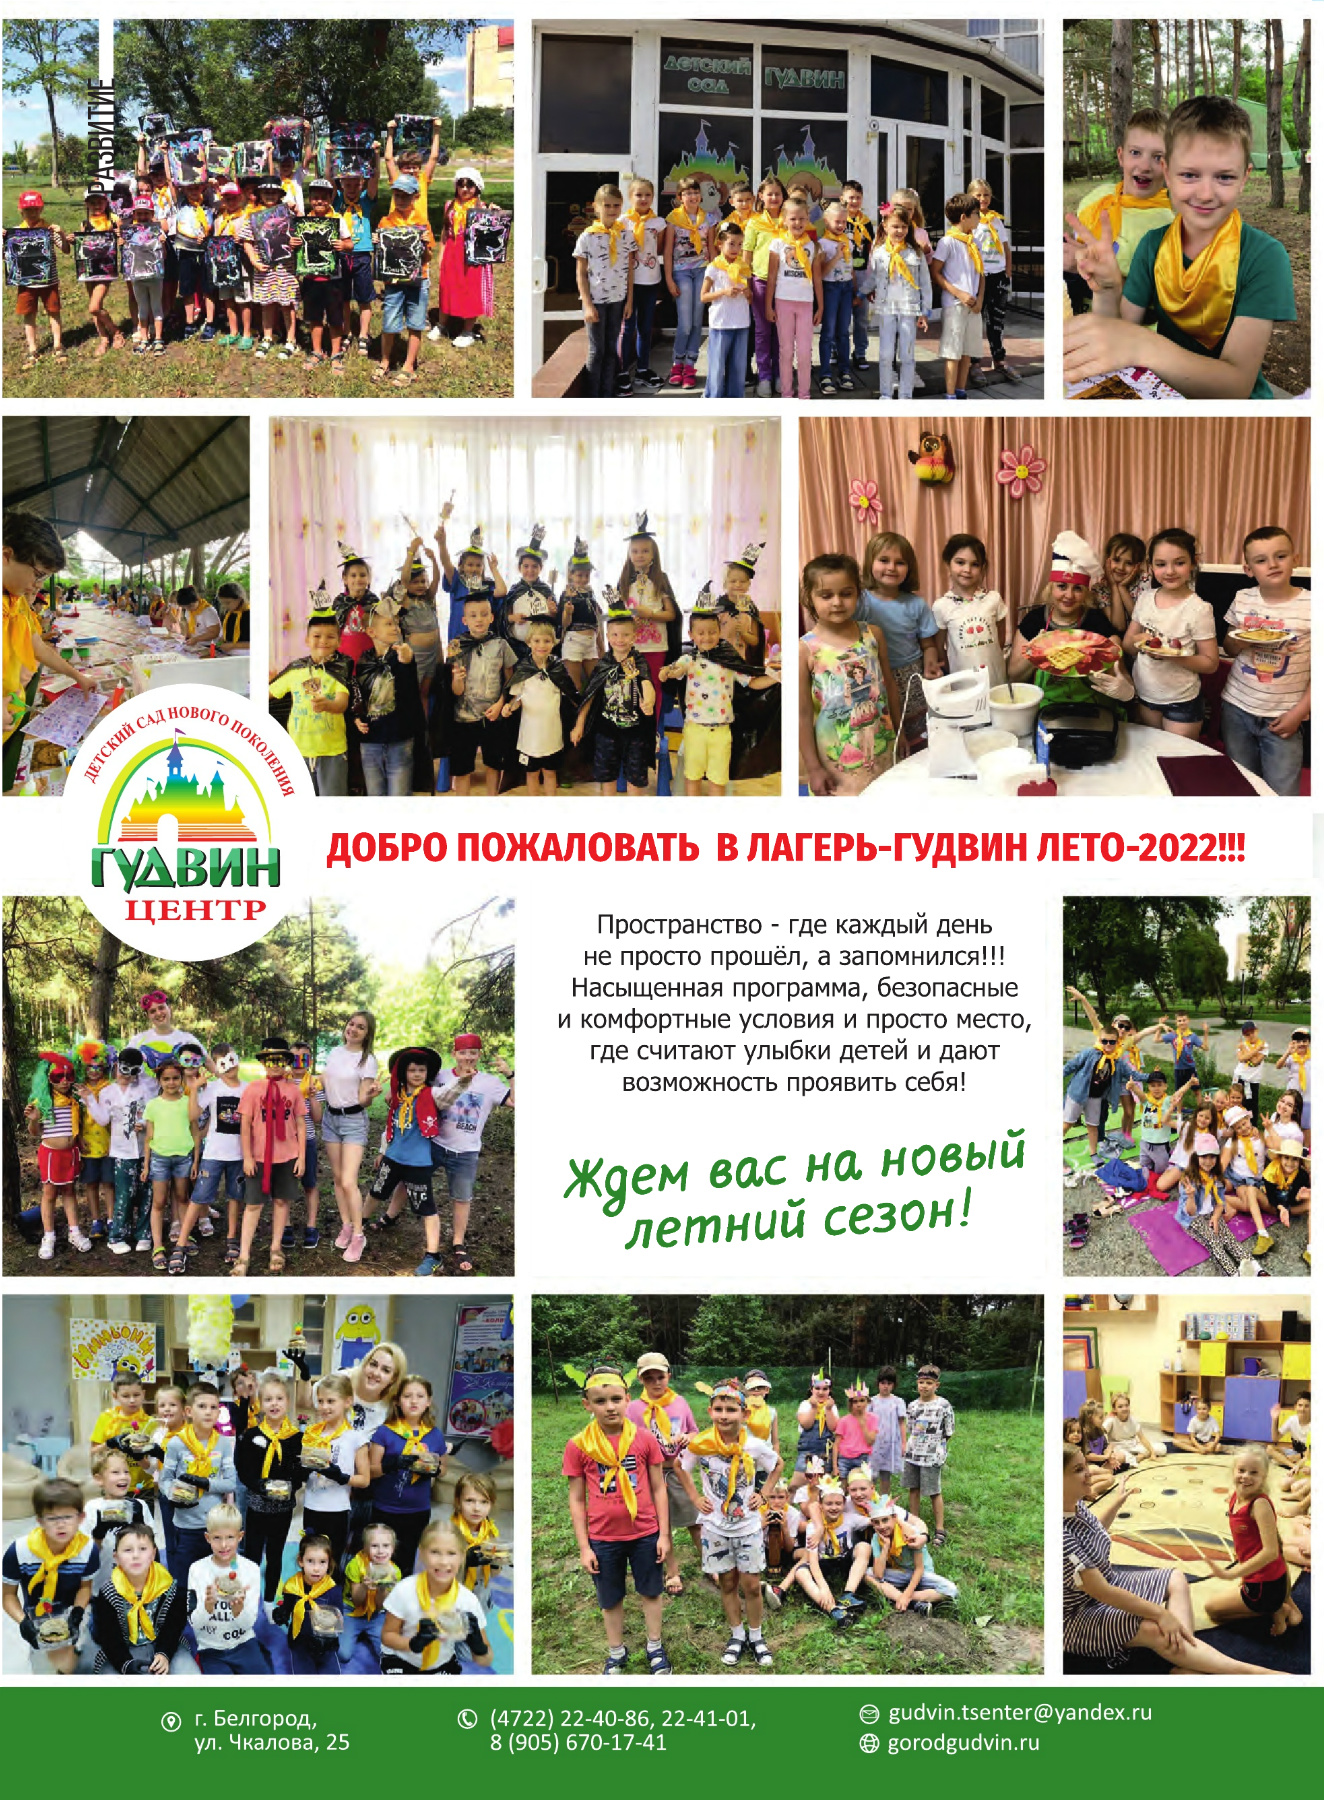 РАЗВИТИЕ
ДЕТСКИЙ САД
ГУДВИН
ДЕТСКИЙ САД НОВОГО ПОКОЛЕНИЯ
ГУДВИН
ЦЕНТР
ДОБРО ПОЖАЛОВАТЬ В ЛАГЕРЬ-ГУДВИН ЛЕТО-2022!!!
Пространство - где каждый день
не просто прошёл, а запомнился!!!
Насыщенная программа, безопасные
и комфортные условия и просто место,
где считают улыбки детей и дают
возможность проявить себя!
Ждем вас на новый
летний сезон!
Миньоны
г. Белгород,
ул. Чкалова, 25
(4722) 22-40-86, 22-41-01,
8 (905) 670-17-41
gudvin.tsenter@yandex.ru
gorodgudvin.ru